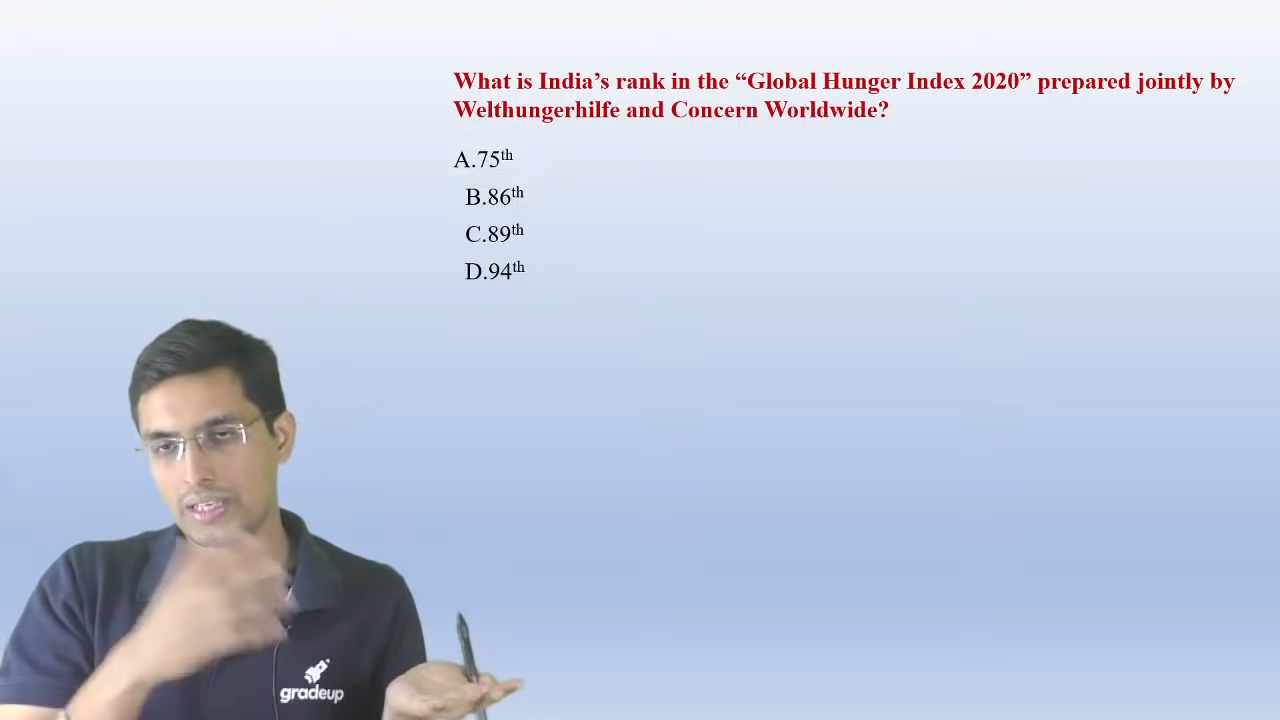 What is India’s rank in the “Global Hunger Index 2020” prepared jointly by
Welthungerhilfe and Concern Worldwide?
A.75th
B.86th
C.89th
D.94th
gradeup